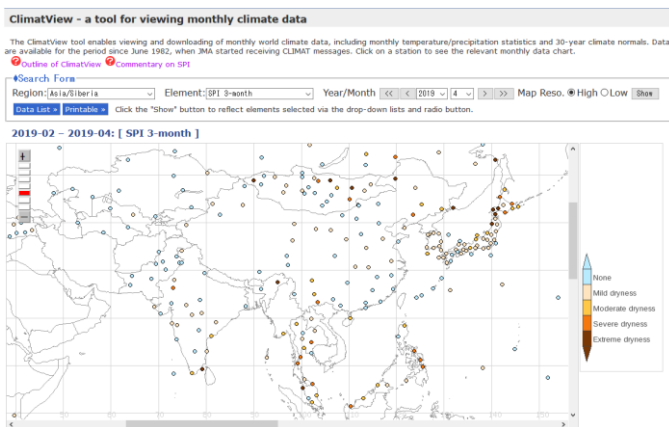 ClimatView - a tool for viewing monthly climate data
The ClimatView tool enables viewing and downloading of monthly world climate data, including monthly temperature/precipitation statistics and 30-year climate normals. Data
are available for the period since June 1982, when JMA started receiving CLIMAT messages. Click on a station to see the relevant monthly data chart.
Outline of ClimatView Commentary on SPI
Search Form
Region: Asia/Siberia Element: SPI 3-month Year/Month << < 2019 4 > >> Map Reso. High Low Show
Data List » Printable » Click the "Show" button to reflect elements selected via the drop-down lists and radio button.
2019-02 – 2019-04: [ SPI 3-month ]
None
Mild dryness
Moderate dryness
Severe dryness
Extreme dryness